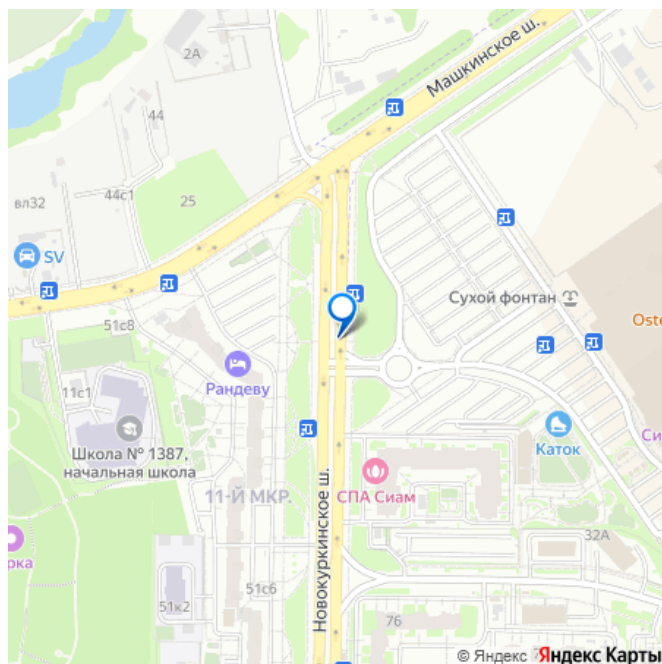 2А
Машкинское ш.
44
44с1
25
вл32
SV
Сухой фонтан
Oste
51с8
Рандеву
11с1
Школа № 1387,
начальная школа
11-Й МКР.
Новокуркинское ш.
СПА Сиам
Каток
Си
32А
рка
51с6
51к2
76
© Яндекс
Яндекс Карты